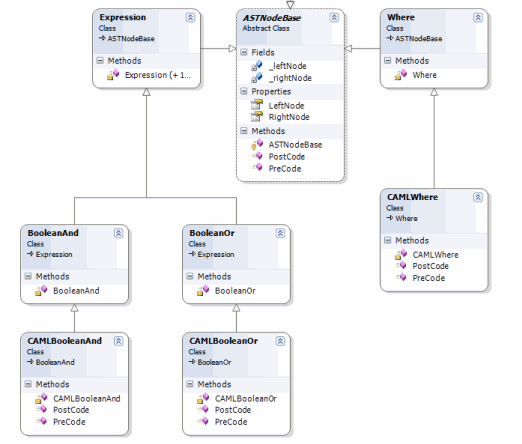 Expression
Class
ASTNodeBase
Methods
Expression (+ 1...
ASTNodeBase
Abstract Class
Fields
_leftNode
_rightNode
Properties
LeftNode
RightNode
Methods
ASTNodeBase
PostCode
PreCode
Where
Class
ASTNodeBase
Methods
Where
CAMLWhere
Class
Where
Methods
CAMLWhere
PostCode
PreCode
BooleanAnd
Class
Expression
Methods
BooleanAnd
BooleanOr
Class
Expression
Methods
BooleanOr
CAMLBooleanAnd
Class
BooleanAnd
Methods
CAMLBooleanAnd
PostCode
PreCode
CAMLBooleanOr
Class
BooleanOr
Methods
CAMLBooleanOr
PostCode
PreCode